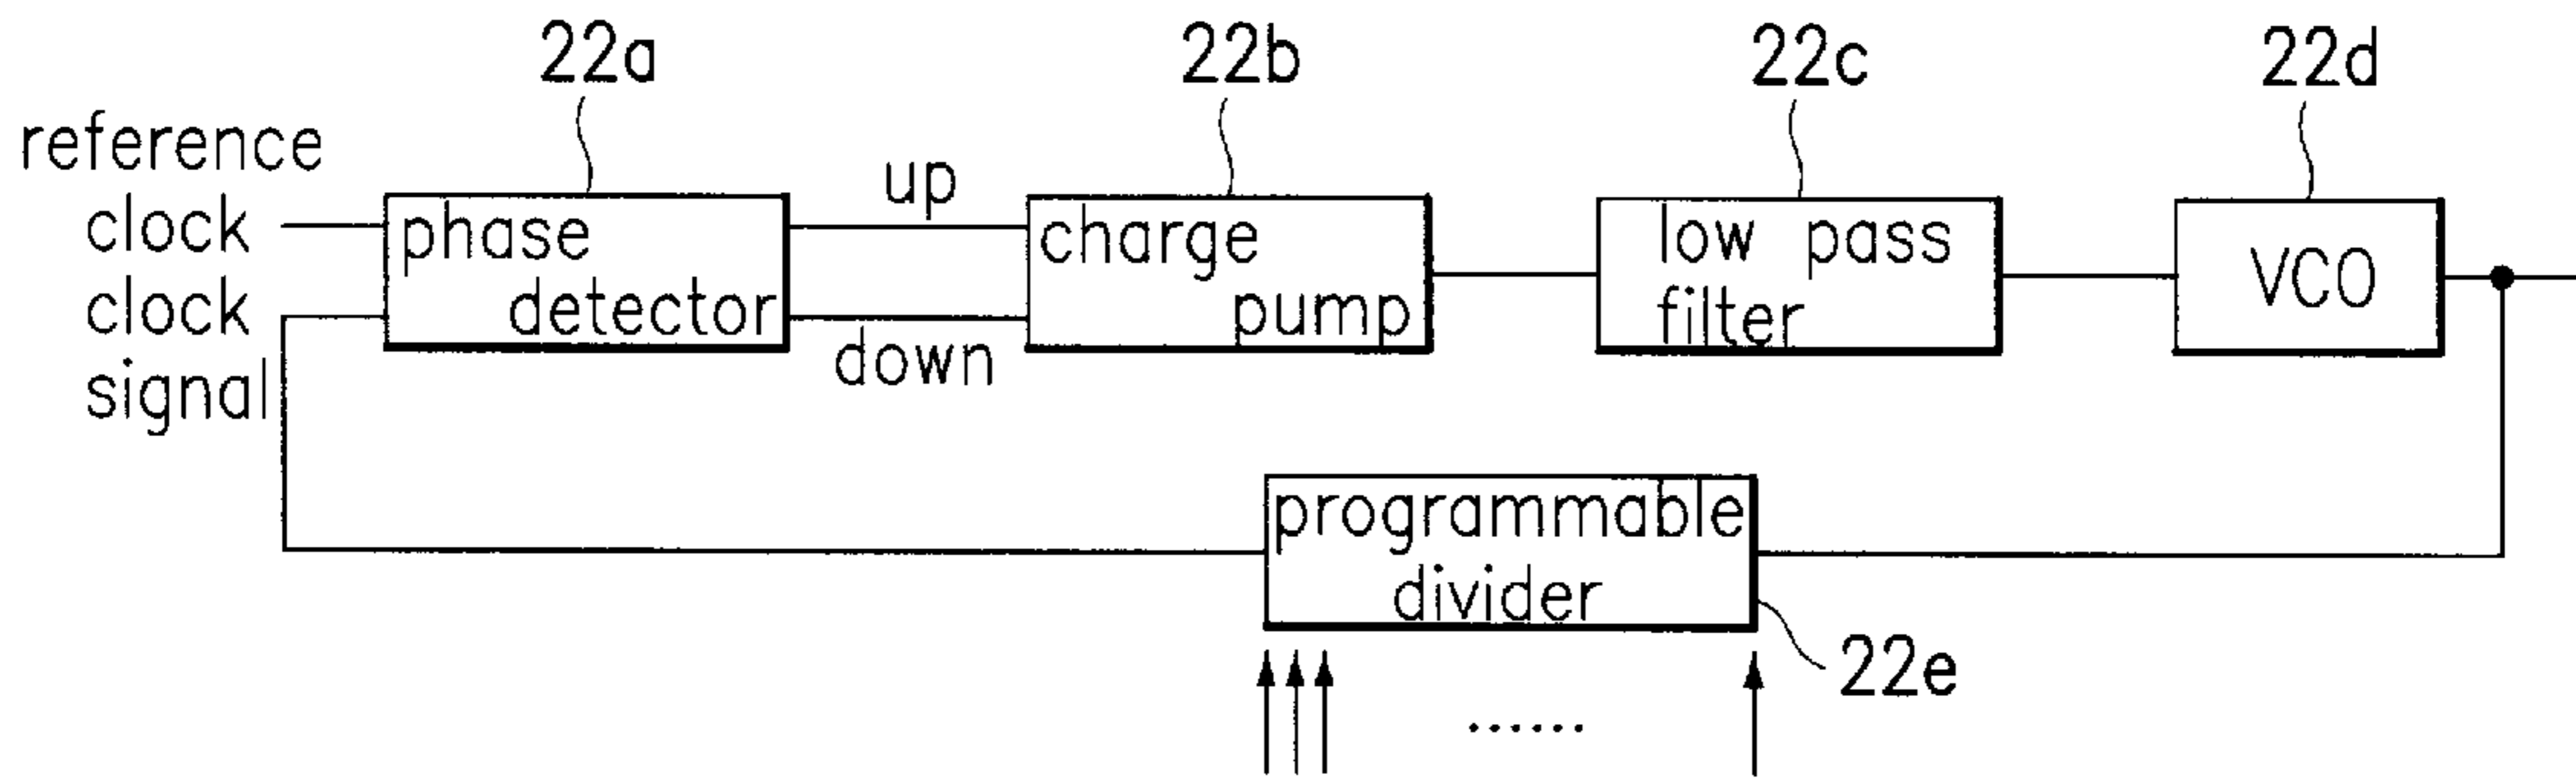 22a
22b
22c
22d
reference
clock
clock
signal
phase
detector
up
down
charge
pump
low pass
filter
VCO
programmable
divider
22e
......